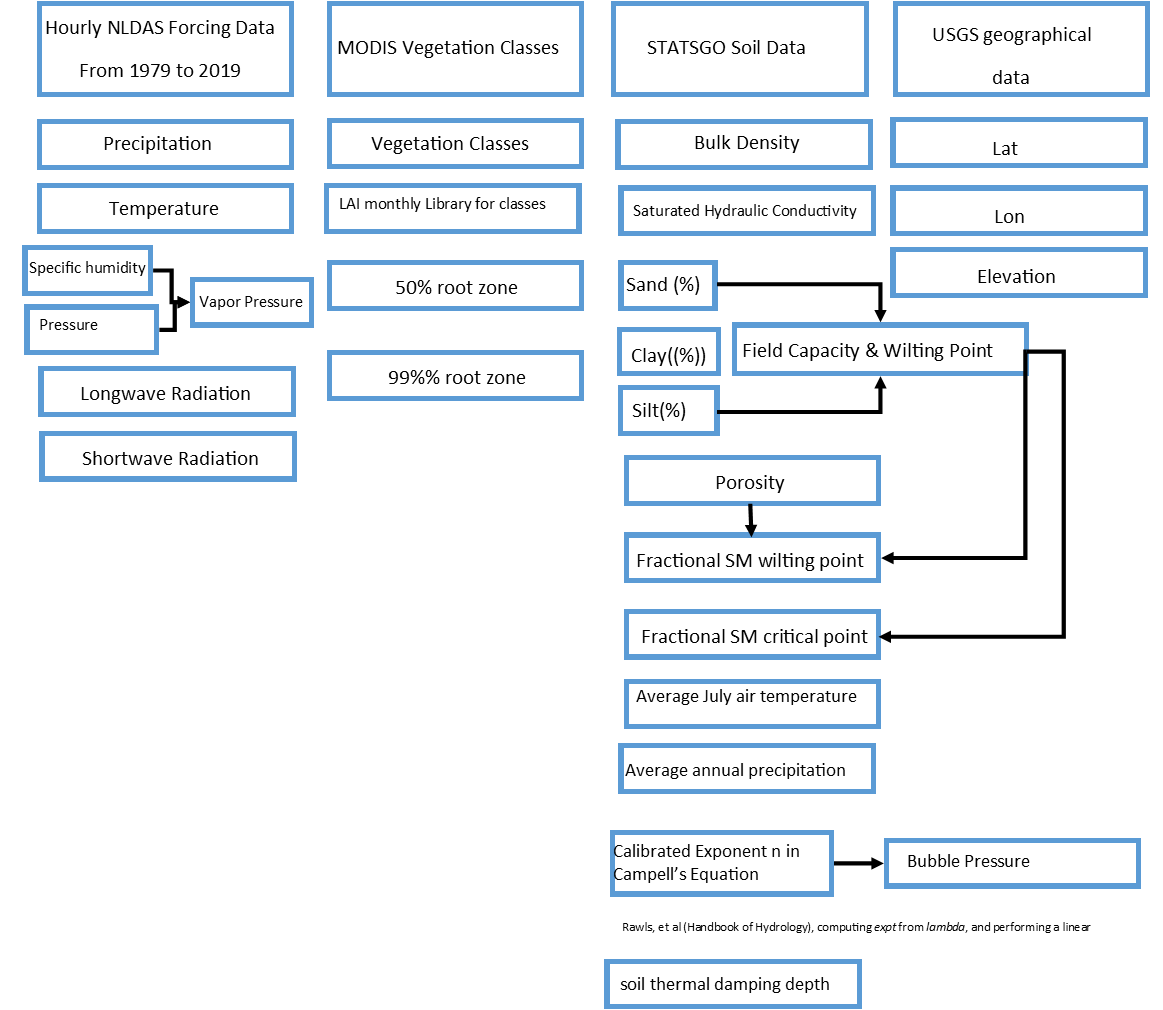 Hourly NLDAS Forcing Data
From 1979 to 2019
MODIS Vegetation Classes
STATSGO Soil Data
USGS geographical
data
Precipitation
Vegetation Classes
Bulk Density
Lat
Temperature
LAI monthly Library for classes
Saturated Hydraulic Conductivity
Lon
Specific humidity
Vapor Pressure
Pressure
50% root zone
Sand (%)
Elevation
Clay((%))
Field Capacity & Wilting Point
99%% root zone
Silt(%)
Longwave Radiation
Shortwave Radiation
Porosity
Fractional SM wilting point
Fractional SM critical point
Average July air temperature
Average annual precipitation
Calibrated Exponent n in
Campell’s Equation
Bubble Pressure
Rawls, et al (Handbook of Hydrology), computing expt from lambda, and performing a linear
soil thermal damping depth